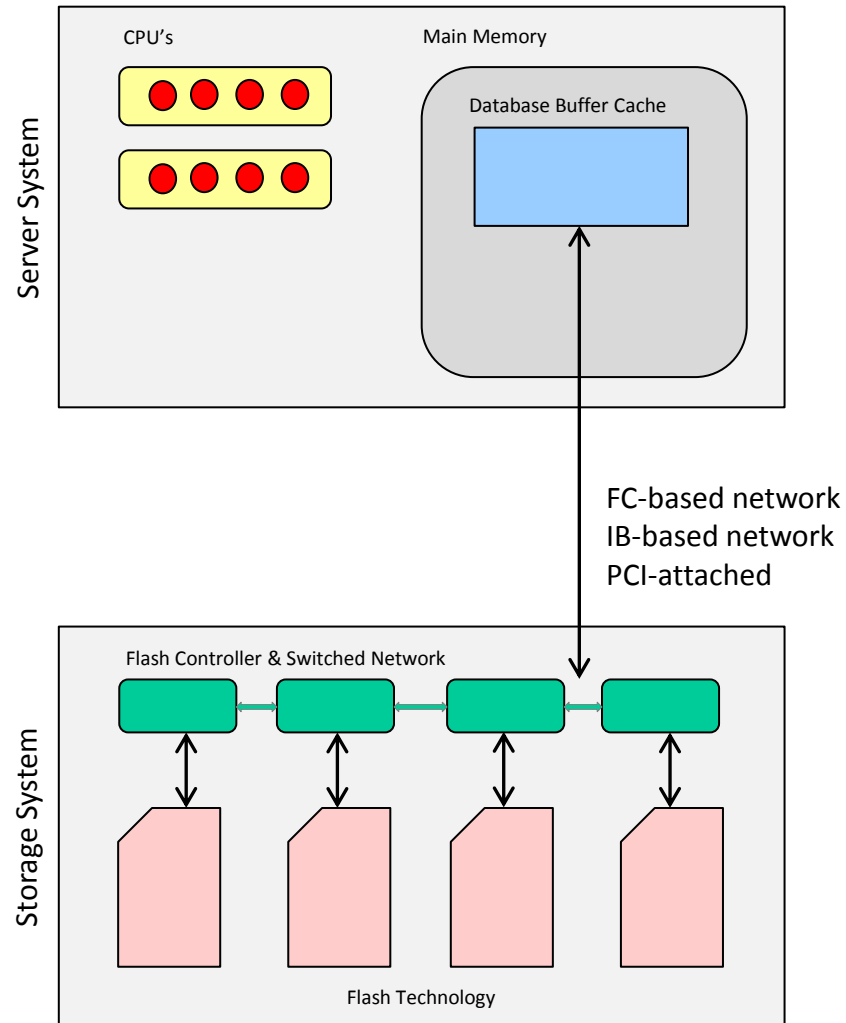 Server System
CPU's
Main Memory
Database Buffer Cache
FC-based network
IB-based network
PCI-attached
Storage System
Flash Controller & Switched Network
Flash Technology